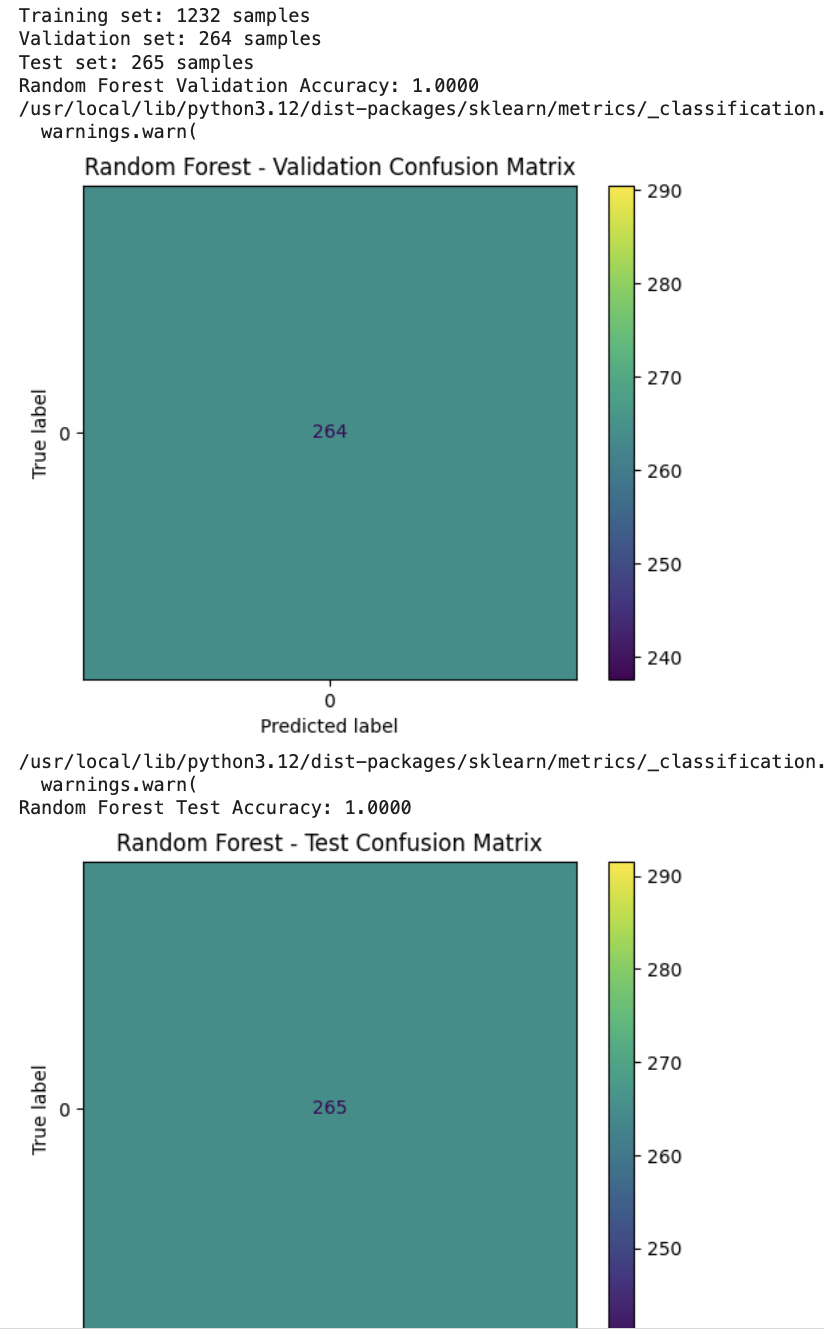 Training set: 1232 samples
Validation set: 264 samples
Test set: 265 samples
Random Forest Validation Accuracy: 1.0000
/usr/local/lib/python3.12/dist-packages/sklearn/metrics/_classification.
warnings.warn(
Random Forest - Validation Confusion Matrix
290
280
270
260
250
240
True label
0
264
0
Predicted label
/usr/local/lib/python3.12/dist-packages/sklearn/metrics/_classification.
warnings.warn(
Random Forest Test Accuracy: 1.0000
Random Forest - Test Confusion Matrix
290
280
270
260
250
True label
0
265